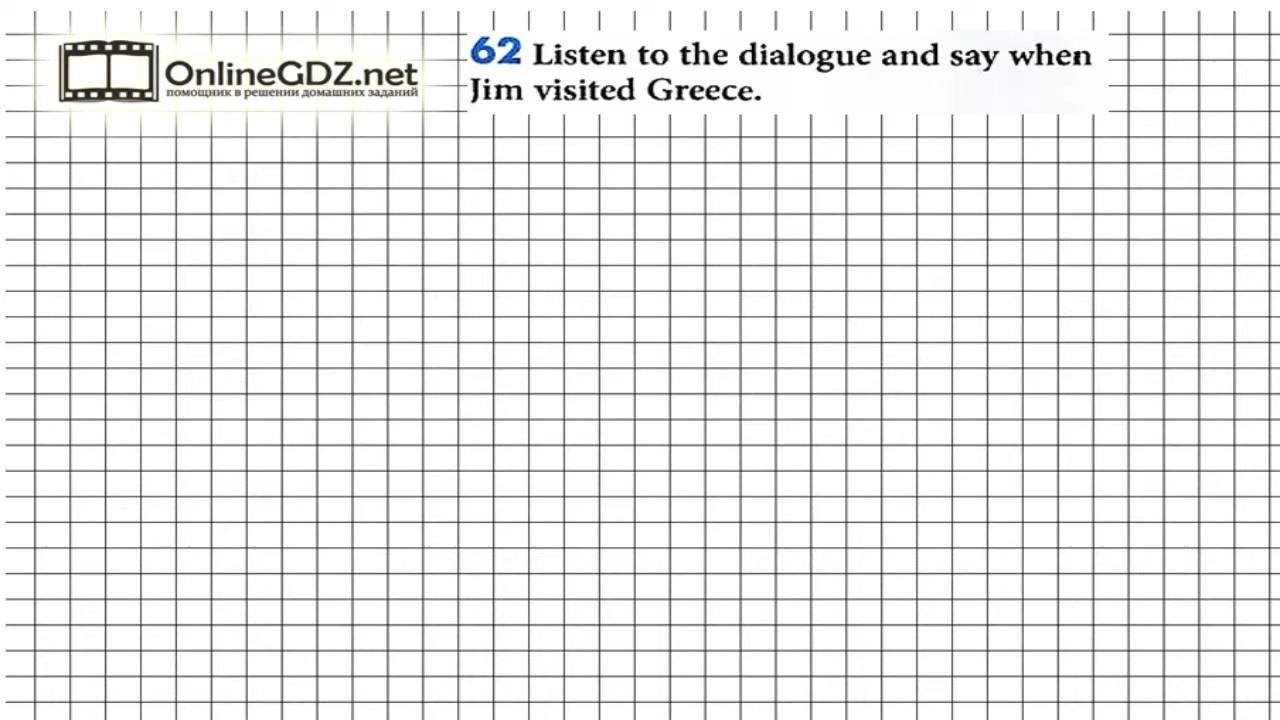 OnlineGDZ.net
помощник в решении домашних заданий
62 Listen to the dialogue and say when
Jim visited Greece.